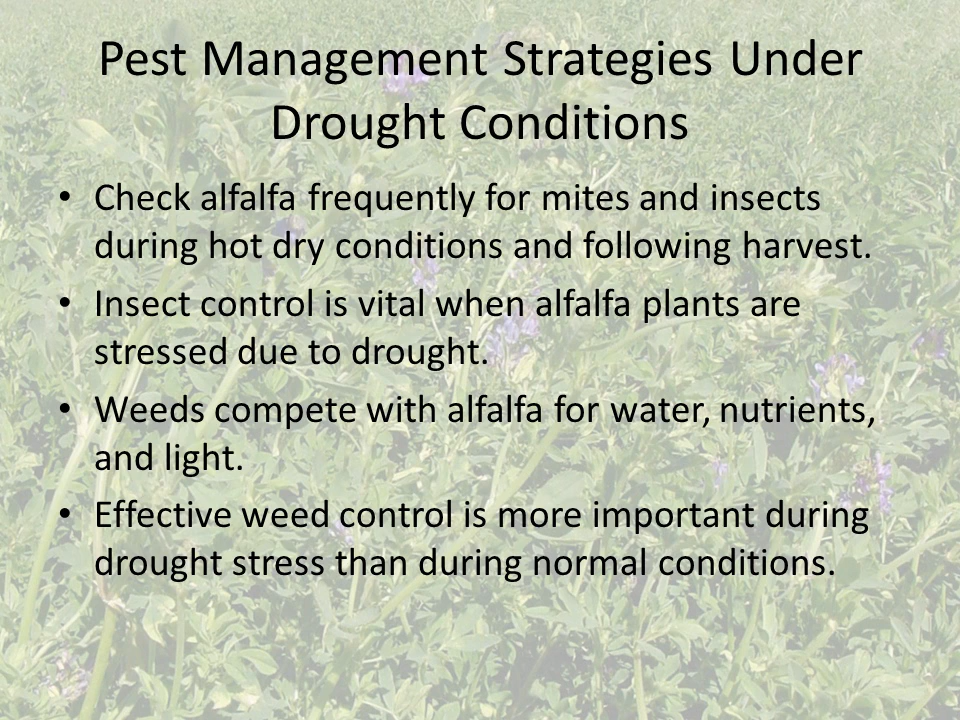 Pest Management Strategies Under
Drought Conditions
• Check alfalfa frequently for mites and insects
during hot dry conditions and following harvest.
• Insect control is vital when alfalfa plants are
stressed due to drought.
• Weeds compete with alfalfa for water, nutrients,
and light.
• Effective weed control is more important during
drought stress than during normal conditions.